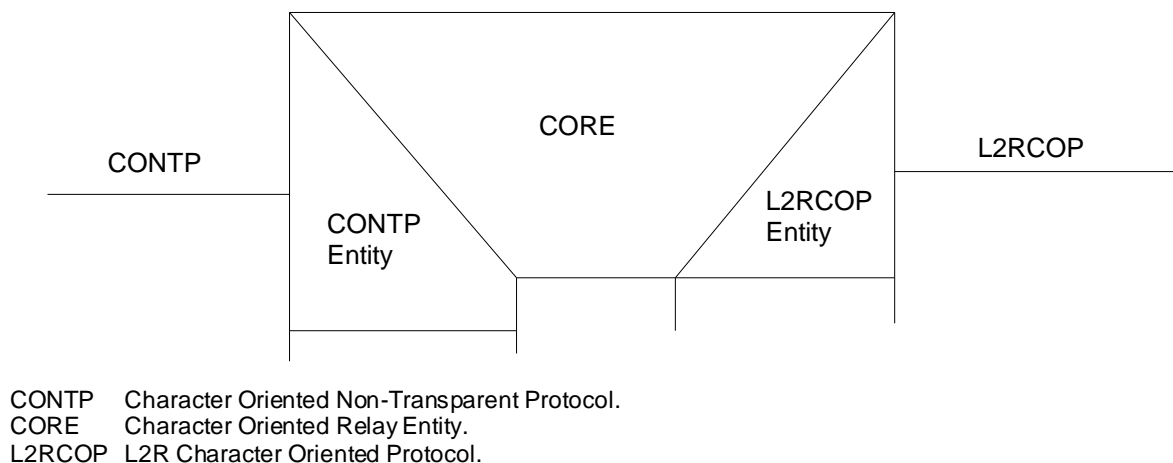 CORE
CONTP
L2RCOP
CONTP
Entity
L2RCOP
Entity
CONTP Character Oriented Non-Transparent Protocol.
CORE Character Oriented Relay Entity.
L2RCOP L2R Character Oriented Protocol.